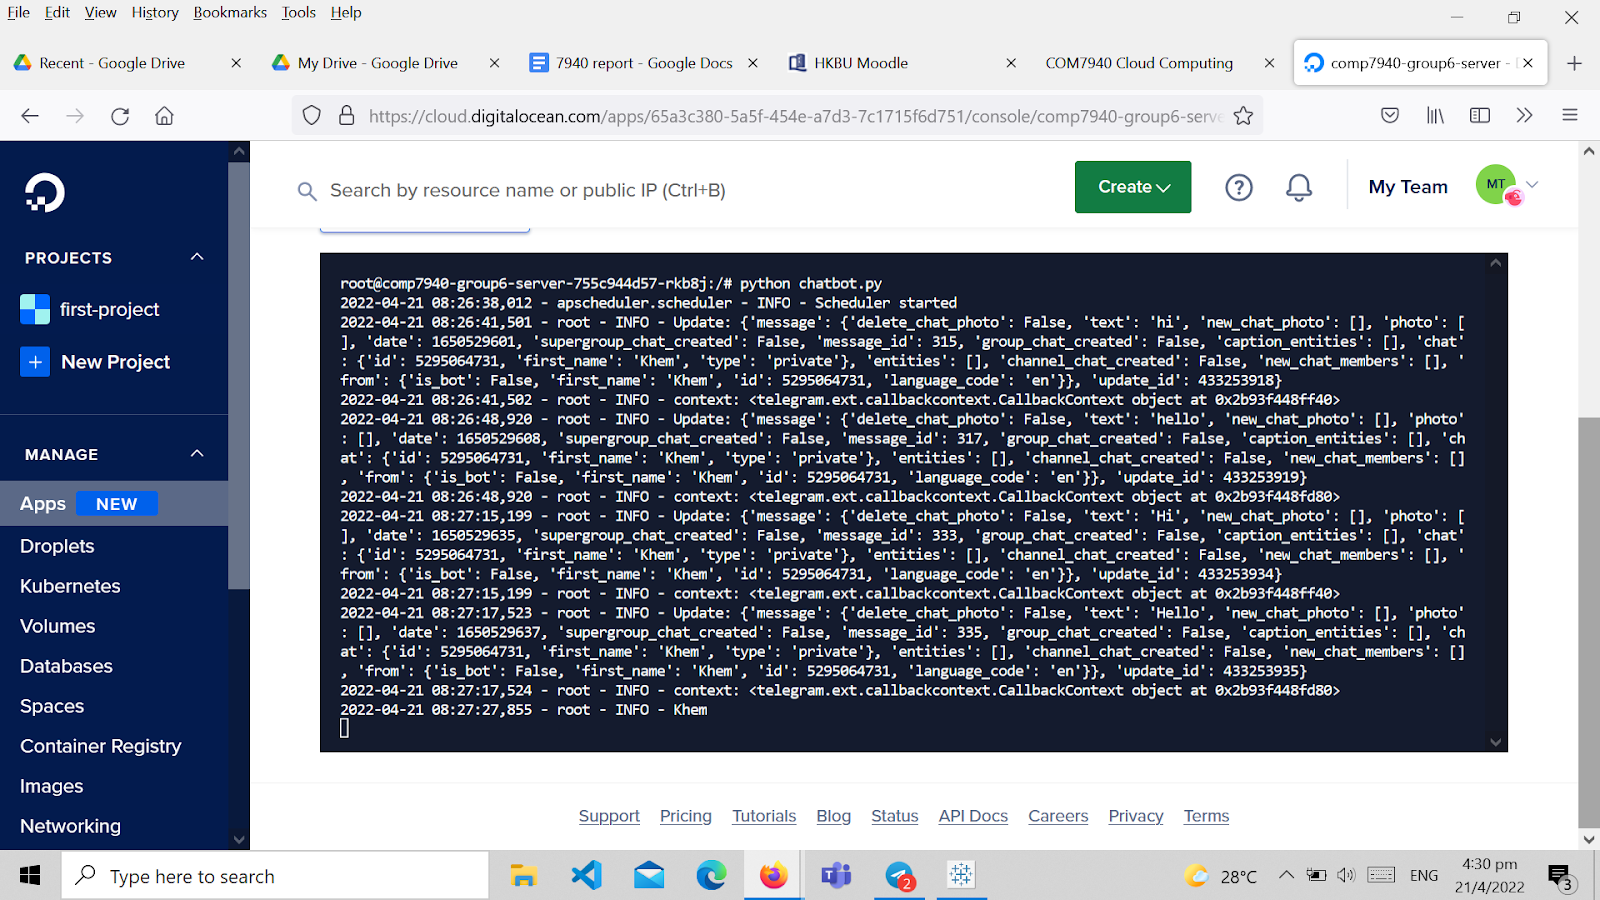 File Edit View History Bookmarks Tools Help
Recent - Google Drive My Drive - Google Drive 7940 report - Google Docs HKBU Moodle COM7940 Cloud Computing comp7940-group6-server -
https://cloud.digitalocean.com/apps/65a3c380-5a5f-454e-a7d3-7c1715f6d751/console/comp7940-group6-serve
Search by resource name or public IP (Ctrl+B) Create ? My Team MT
PROJECTS
first-project
+ New Project
MANAGE
Apps NEW
Droplets
Kubernetes
Volumes
Databases
Spaces
Container Registry
Images
Networking
root@comp7940-group6-server-755c944d57-rkb8j:/# python chatbot.py
2022-04-21 08:26:38,012 - apscheduler.scheduler - INFO - Scheduler started
2022-04-21 08:26:41,501 - root - INFO - Update: {'message': {'delete_chat_photo': False, 'text': 'hi', 'new_chat_photo': [], 'photo': [
], 'date': 1650529601, 'supergroup_chat_created': False, 'message_id': 315, 'group_chat_created': False, 'caption_entities': [], 'chat'
: {'id': 5295064731, 'first_name': 'Khem', 'type': 'private'}, 'entities': [], 'channel_chat_created': False, 'new_chat_members': [], '
from': {'is_bot': False, 'first_name': 'Khem', 'id': 5295064731, 'language_code': 'en'}}, 'update_id': 433253918}
2022-04-21 08:26:41,502 - root - INFO - context: <telegram.ext.callbackcontext.CallbackContext object at 0x2b93f448ff40>
2022-04-21 08:26:48,920 - root - INFO - Update: {'message': {'delete_chat_photo': False, 'text': 'hello', 'new_chat_photo': [], 'photo'
: [], 'date': 1650529608, 'supergroup_chat_created': False, 'message_id': 317, 'group_chat_created': False, 'caption_entities': [], 'ch
at': {'id': 5295064731, 'first_name': 'Khem', 'type': 'private'}, 'entities': [], 'channel_chat_created': False, 'new_chat_members': []
, 'from': {'is_bot': False, 'first_name': 'Khem', 'id': 5295064731, 'language_code': 'en'}}, 'update_id': 433253919}
2022-04-21 08:26:48,920 - root - INFO - context: <telegram.ext.callbackcontext.CallbackContext object at 0x2b93f448fd80>
2022-04-21 08:27:15,199 - root - INFO - Update: {'message': {'delete_chat_photo': False, 'text': 'Hi', 'new_chat_photo': [], 'photo': [
], 'date': 1650529635, 'supergroup_chat_created': False, 'message_id': 333, 'group_chat_created': False, 'caption_entities': [], 'chat'
: {'id': 5295064731, 'first_name': 'Khem', 'type': 'private'}, 'entities': [], 'channel_chat_created': False, 'new_chat_members': [], '
from': {'is_bot': False, 'first_name': 'Khem', 'id': 5295064731, 'language_code': 'en'}}, 'update_id': 433253934}
2022-04-21 08:27:15,199 - root - INFO - context: <telegram.ext.callbackcontext.CallbackContext object at 0x2b93f448ff40>
2022-04-21 08:27:17,523 - root - INFO - Update: {'message': {'delete_chat_photo': False, 'text': 'Hello', 'new_chat_photo': [], 'photo'
: [], 'date': 1650529637, 'supergroup_chat_created': False, 'message_id': 335, 'group_chat_created': False, 'caption_entities': [], 'ch
at': {'id': 5295064731, 'first_name': 'Khem', 'type': 'private'}, 'entities': [], 'channel_chat_created': False, 'new_chat_members': []
, 'from': {'is_bot': False, 'first_name': 'Khem', 'id': 5295064731, 'language_code': 'en'}}, 'update_id': 433253935}
2022-04-21 08:27:17,524 - root - INFO - context: <telegram.ext.callbackcontext.CallbackContext object at 0x2b93f448fd80>
2022-04-21 08:27:27,855 - root - INFO - Khem
Support Pricing Tutorials Blog Status API Docs Careers Privacy Terms
Type here to search 2 28°C ENG 4:30 pm
21/4/2022 3